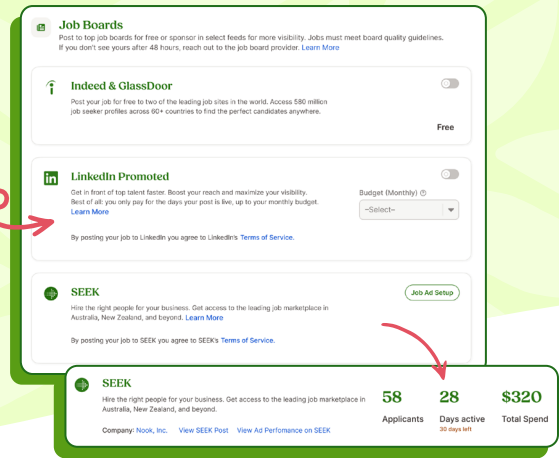 Job Boards
Post to top job boards for free or sponsor in select feeds for more visibility. Jobs must meet board quality guidelines.
If you don't see yours after 48 hours, reach out to the job board provider. Learn More
Indeed & GlassDoor
Post your job for free to two of the leading job sites in the world. Access 580 million
job seeker profiles across 60+ countries to find the perfect candidates anywhere.
Free
in
LinkedIn Promoted
Get in front of top talent faster. Boost your reach and maximize your visibility.
Best of all: you only pay for the days your post is live, up to your monthly budget.
Learn More
Budget (Monthly) ?
–Select–
By posting your job to LinkedIn you agree to LinkedIn's Terms of Service.
SEEK
Job Ad Setup
Hire the right people for your business. Get access to the leading job marketplace in
Australia, New Zealand, and beyond. Learn More
By posting your job to SEEK you agree to SEEK's Terms of Service.
SEEK
Hire the right people for your business. Get access to the leading job marketplace in
Australia, New Zealand, and beyond.
Company: Nook, Inc. View SEEK Post View Ad Perfomance on SEEK
58
Applicants
28
Days active
30 days left
$320
Total Spend